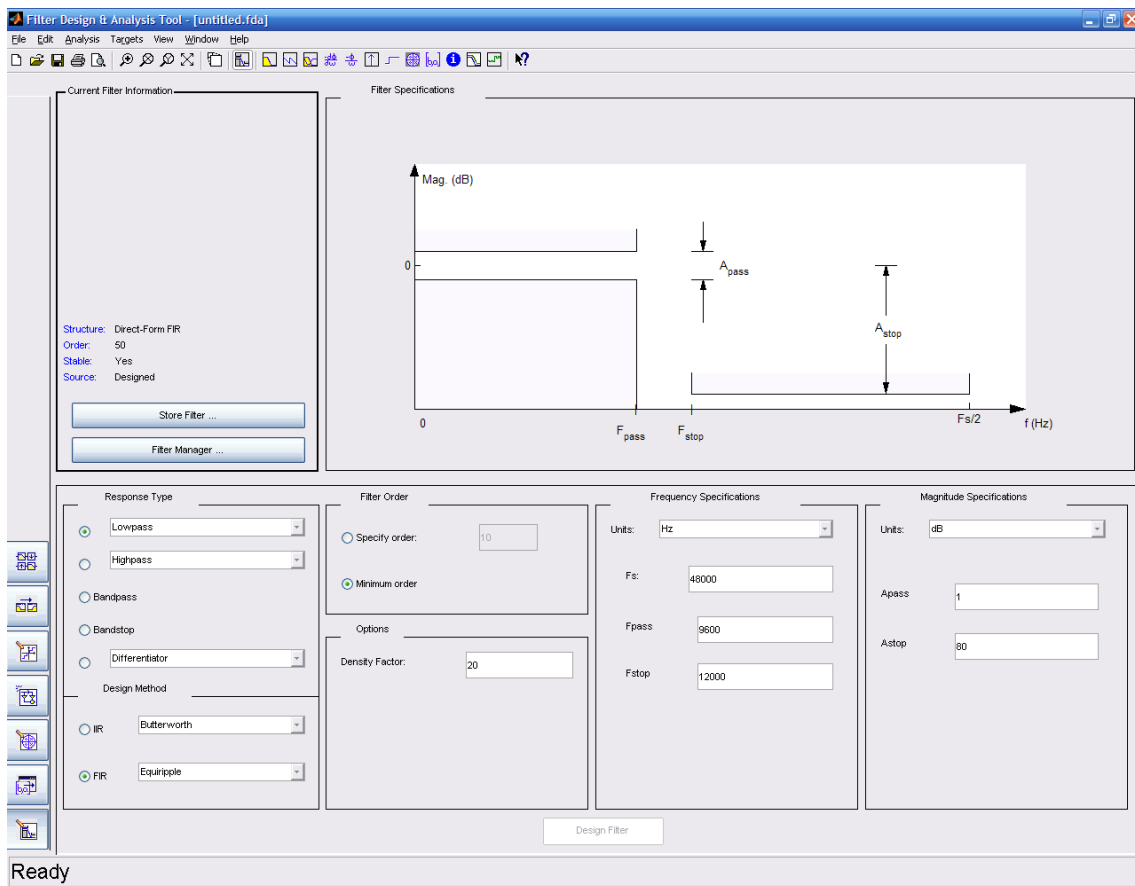 Filter Design & Analysis Tool - [untitled.fda]
File Edit Analysis Targets View Window Help
Current Filter Information
Structure: Direct-Form FIR
Order: 50
Stable: Yes
Source: Designed
Store Filter ...
Filter Manager ...
Filter Specifications
Mag. (dB)
0
Apass
Astop
0
Fpass
Fstop
Fs/2
f (Hz)
Response Type
Lowpass
Highpass
Bandpass
Bandstop
Differentiator
Design Method
IIR Butterworth
FIR Equiripple
Filter Order
Specify order: 10
Minimum order
Options
Density Factor: 20
Frequency Specifications
Units: Hz
Fs: 48000
Fpass 9600
Fstop 12000
Magnitude Specifications
Units: dB
Apass 1
Astop 80
Design Filter
Ready